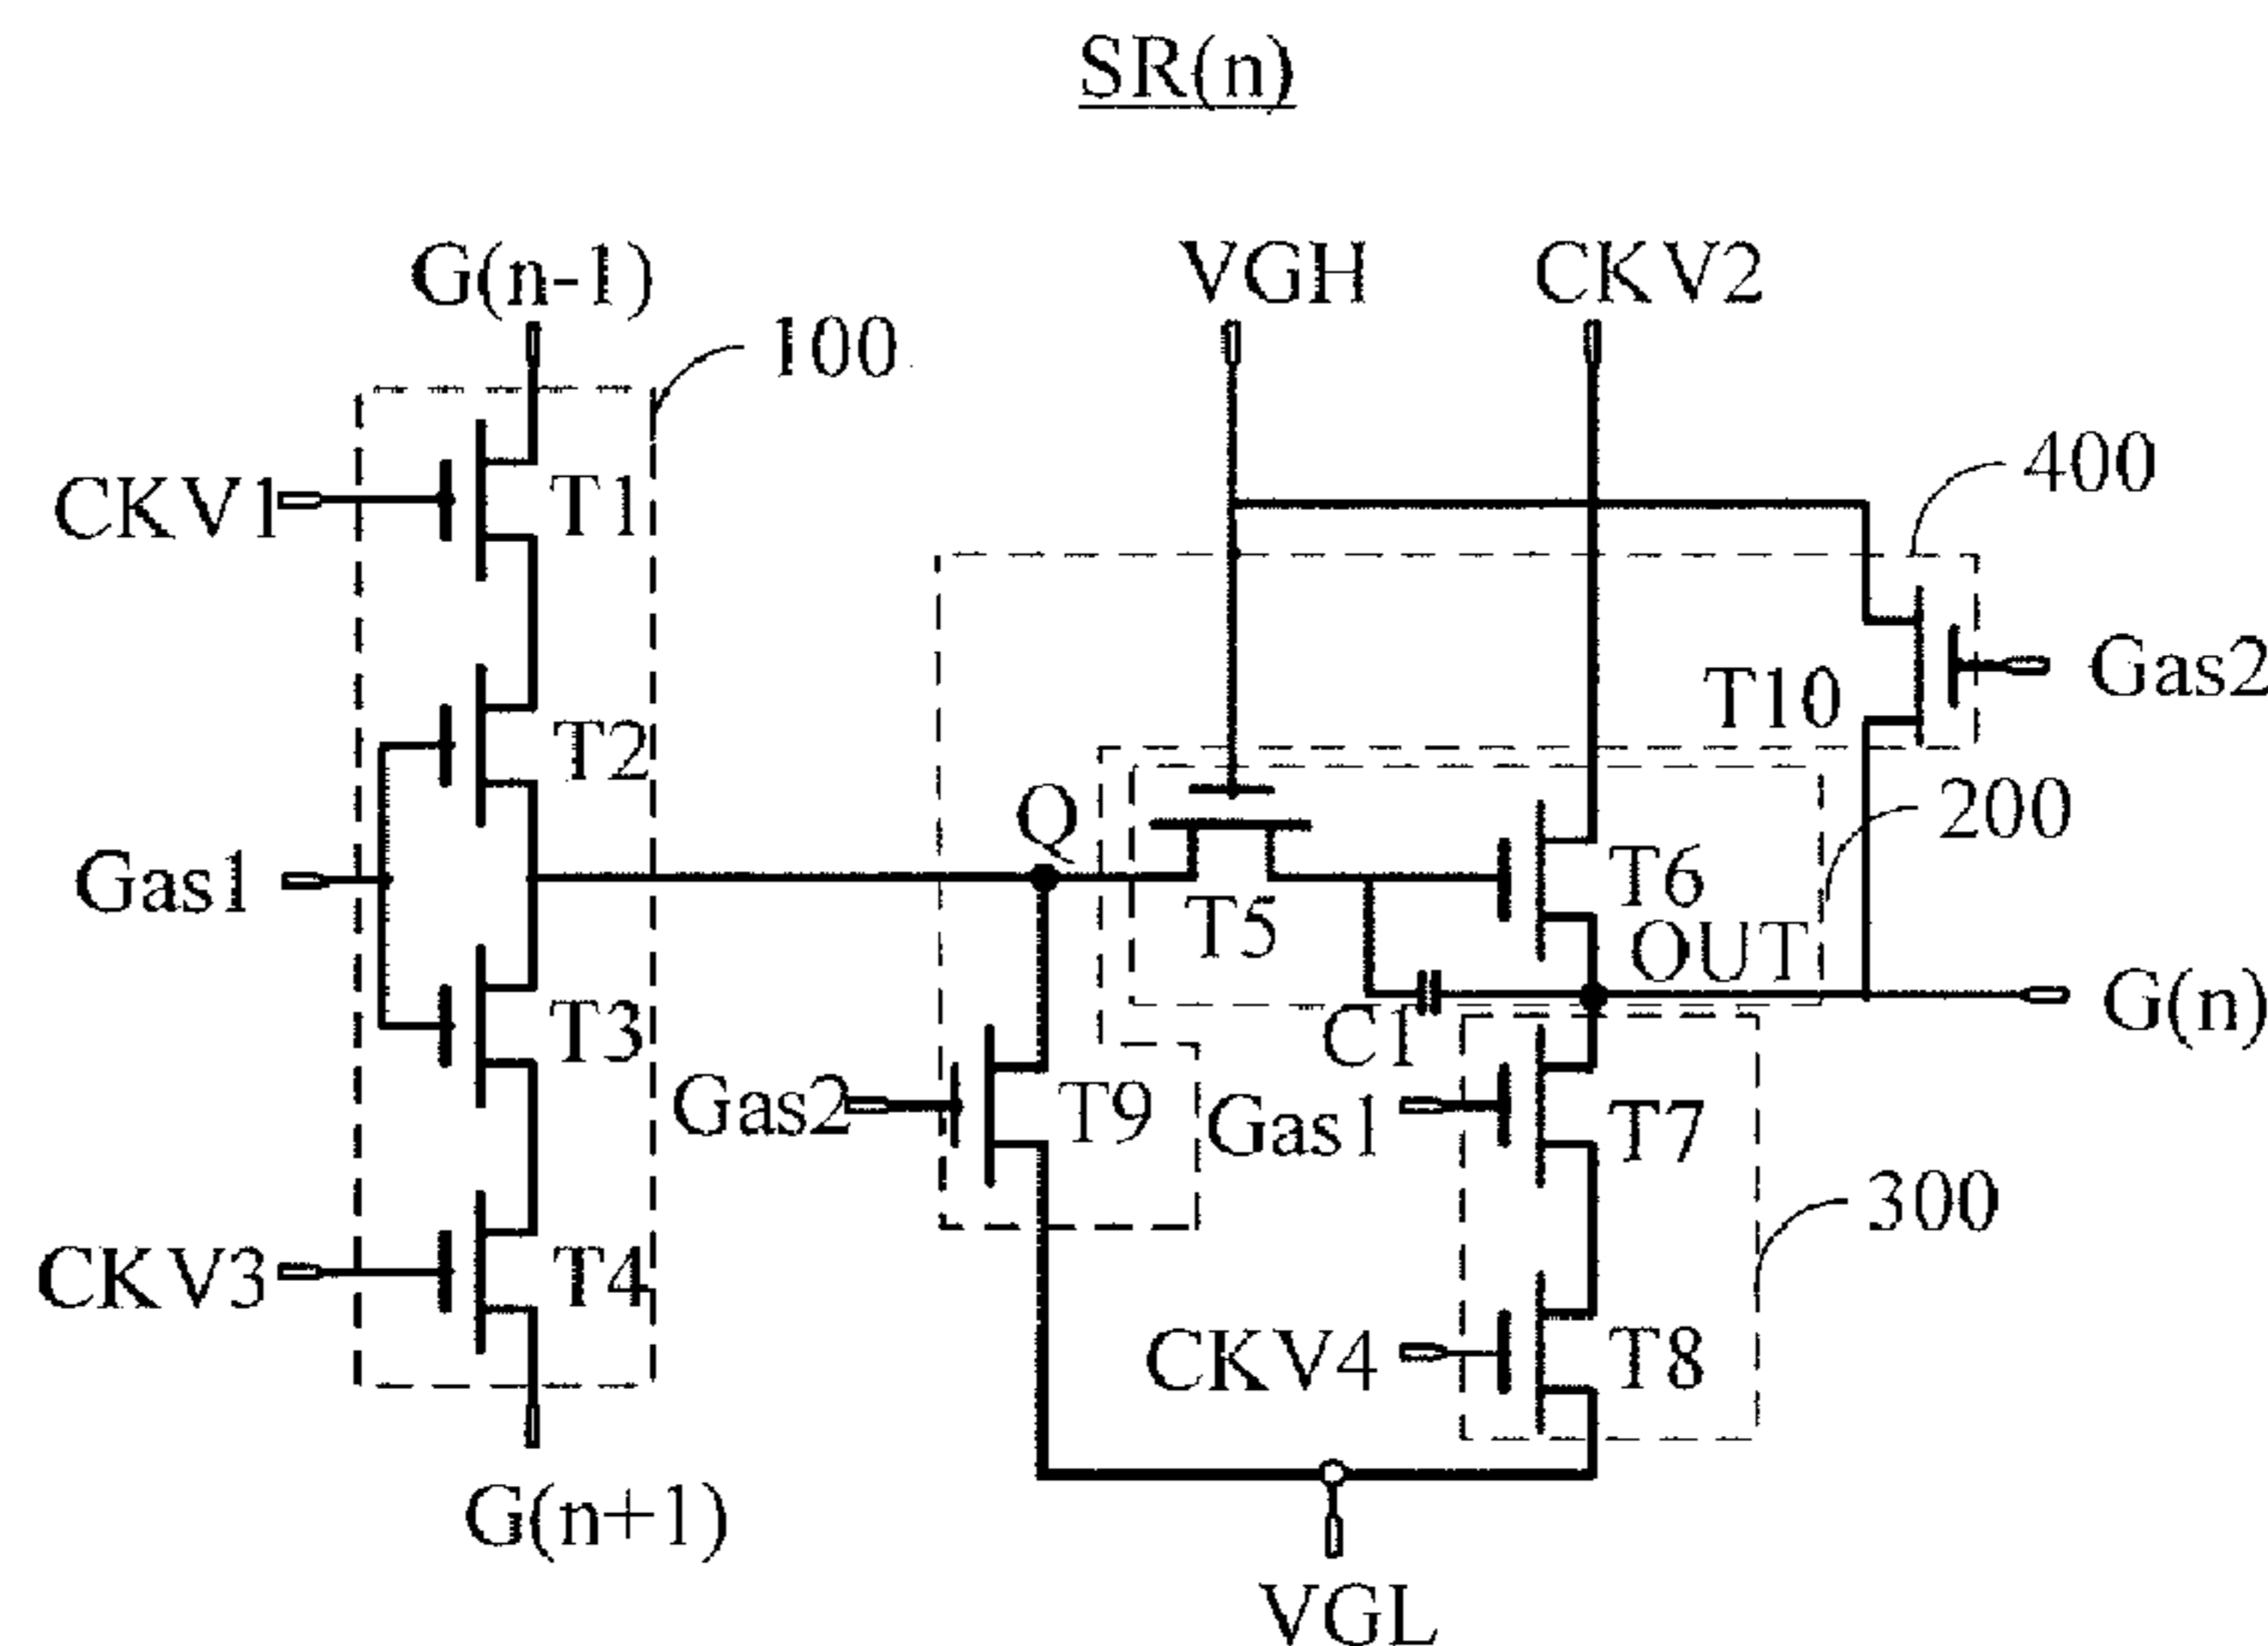 SR(n)
G(n-1)
VGH
CKV2
100
400
CKV1
T1
Gas2
T10
T2
Q
200
Gas1
T5
T6
OUT
G(n)
T3
C1
Gas2
T9
Gas1
T7
300
CKV3
T4
CKV4
T8
G(n+1)
VGL